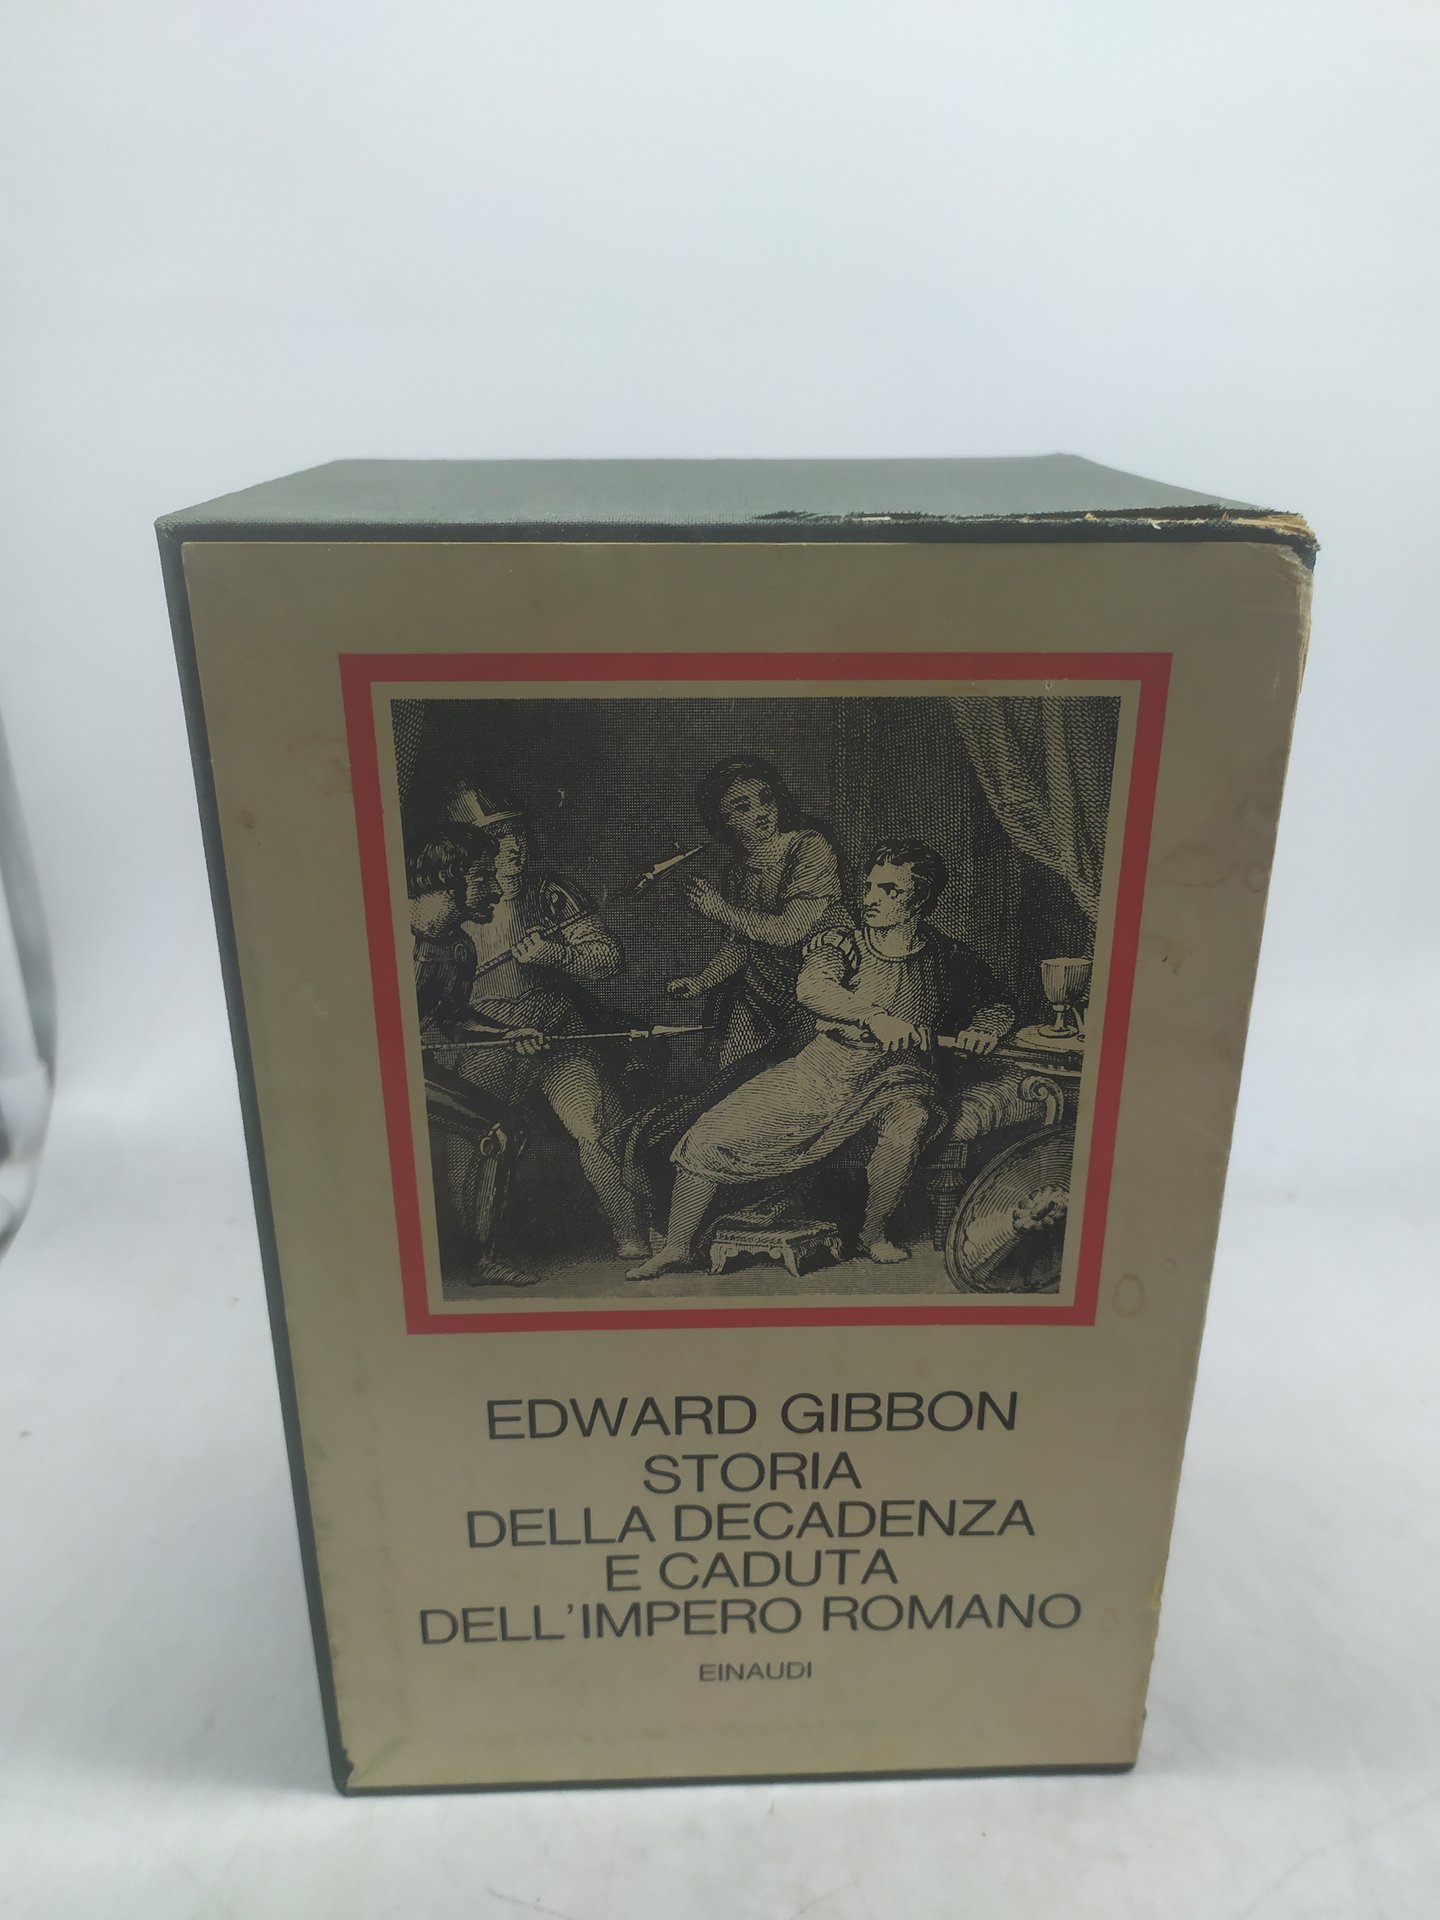 EDWARD GIBBON
STORIA
DELLA DECADENZA
E CADUTA
DELL'IMPERO ROMANO
EINAUDI